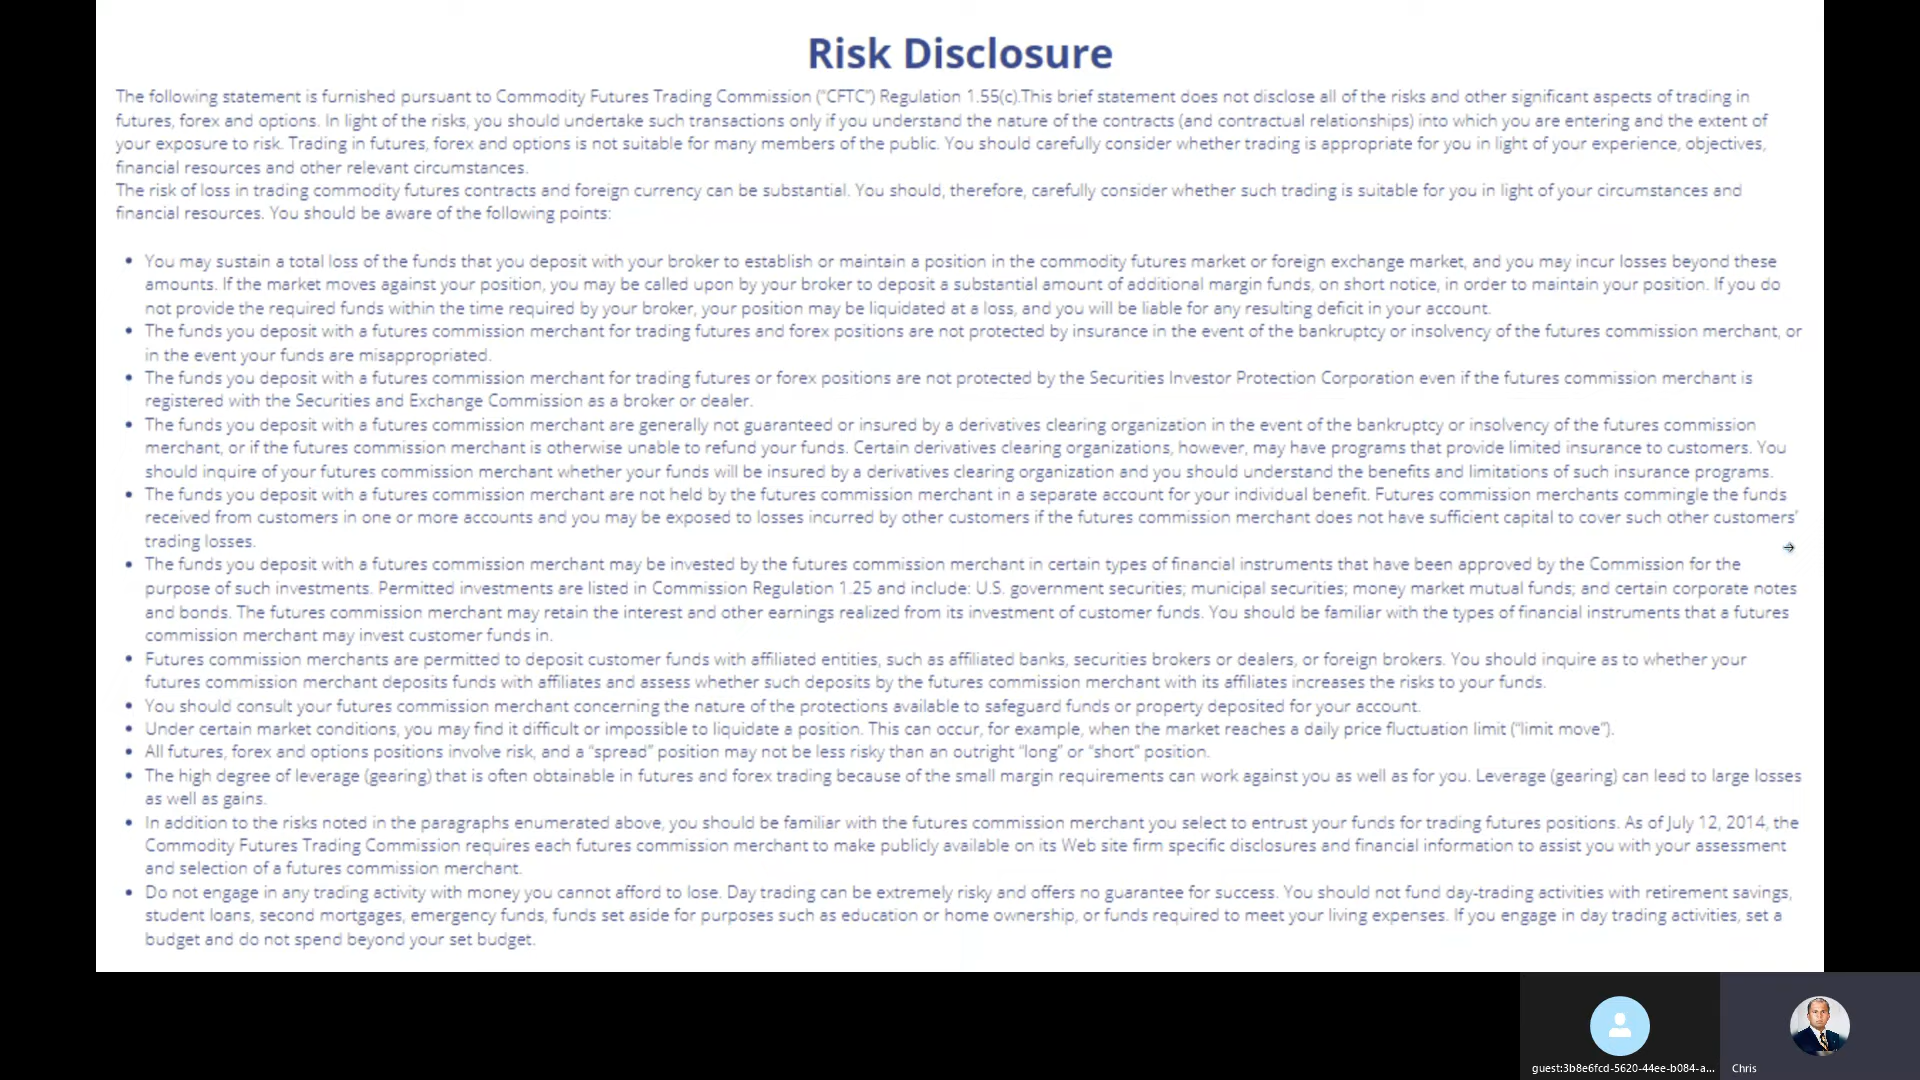 Risk Disclosure
The following statement is furnished pursuant to Commodity Futures Trading Commission (“CFTC”) Regulation 1.55(c).This brief statement does not disclose all of the risks and other significant aspects of trading in
futures, forex and options. In light of the risks, you should undertake such transactions only if you understand the nature of the contracts (and contractual relationships) into which you are entering and the extent of
your exposure to risk. Trading in futures, forex and options is not suitable for many members of the public. You should carefully consider whether trading is appropriate for you in light of your experience, objectives,
financial resources and other relevant circumstances.
The risk of loss in trading commodity futures contracts and foreign currency can be substantial. You should, therefore, carefully consider whether such trading is suitable for you in light of your circumstances and
financial resources. You should be aware of the following points:
• You may sustain a total loss of the funds that you deposit with your broker to establish or maintain a position in the commodity futures market or foreign exchange market, and you may incur losses beyond these
amounts. If the market moves against your position, you may be called upon by your broker to deposit a substantial amount of additional margin funds, on short notice, in order to maintain your position. If you do
not provide the required funds within the time required by your broker, your position may be liquidated at a loss, and you will be liable for any resulting deficit in your account.
• The funds you deposit with a futures commission merchant for trading futures and forex positions are not protected by insurance in the event of the bankruptcy or insolvency of the futures commission merchant, or
in the event your funds are misappropriated.
• The funds you deposit with a futures commission merchant for trading futures or forex positions are not protected by the Securities Investor Protection Corporation even if the futures commission merchant is
registered with the Securities and Exchange Commission as a broker or dealer.
• The funds you deposit with a futures commission merchant are generally not guaranteed or insured by a derivatives clearing organization in the event of the bankruptcy or insolvency of the futures commission
merchant, or if the futures commission merchant is otherwise unable to refund your funds. Certain derivatives clearing organizations, however, may have programs that provide limited insurance to customers. You
should inquire of your futures commission merchant whether your funds will be insured by a derivatives clearing organization and you should understand the benefits and limitations of such insurance programs.
• The funds you deposit with a futures commission merchant are not held by the futures commission merchant in a separate account for your individual benefit. Futures commission merchants commingle the funds
received from customers in one or more accounts and you may be exposed to losses incurred by other customers if the futures commission merchant does not have sufficient capital to cover such other customers’
trading losses.
• The funds you deposit with a futures commission merchant may be invested by the futures commission merchant in certain types of financial instruments that have been approved by the Commission for the
purpose of such investments. Permitted investments are listed in Commission Regulation 1.25 and include: U.S. government securities; municipal securities; money market mutual funds; and certain corporate notes
and bonds. The futures commission merchant may retain the interest and other earnings realized from its investment of customer funds. You should be familiar with the types of financial instruments that a futures
commission merchant may invest customer funds in.
• Futures commission merchants are permitted to deposit customer funds with affiliated entities, such as affiliated banks, securities brokers or dealers, or foreign brokers. You should inquire as to whether your
futures commission merchant deposits funds with affiliates and assess whether such deposits by the futures commission merchant with its affiliates increases the risks to your funds.
• You should consult your futures commission merchant concerning the nature of the protections available to safeguard funds or property deposited for your account.
• Under certain market conditions, you may find it difficult or impossible to liquidate a position. This can occur, for example, when the market reaches a daily price fluctuation limit (“limit move”).
• All futures, forex and options positions involve risk, and a “spread” position may not be less risky than an outright “long” or “short” position.
• The high degree of leverage (gearing) that is often obtainable in futures and forex trading because of the small margin requirements can work against you as well as for you. Leverage (gearing) can lead to large losses
as well as gains.
• In addition to the risks noted in the paragraphs enumerated above, you should be familiar with the futures commission merchant you select to entrust your funds for trading futures positions. As of July 12, 2014, the
Commodity Futures Trading Commission requires each futures commission merchant to make publicly available on its Web site firm specific disclosures and financial information to assist you with your assessment
and selection of a futures commission merchant.
• Do not engage in any trading activity with money you cannot afford to lose. Day trading can be extremely risky and offers no guarantee for success. You should not fund day-trading activities with retirement savings,
student loans, second mortgages, emergency funds, funds set aside for purposes such as education or home ownership, or funds required to meet your living expenses. If you engage in day trading activities, set a
budget and do not spend beyond your set budget.
guest:3b8e6fcd-5620-44ee-b084-a...
Chris